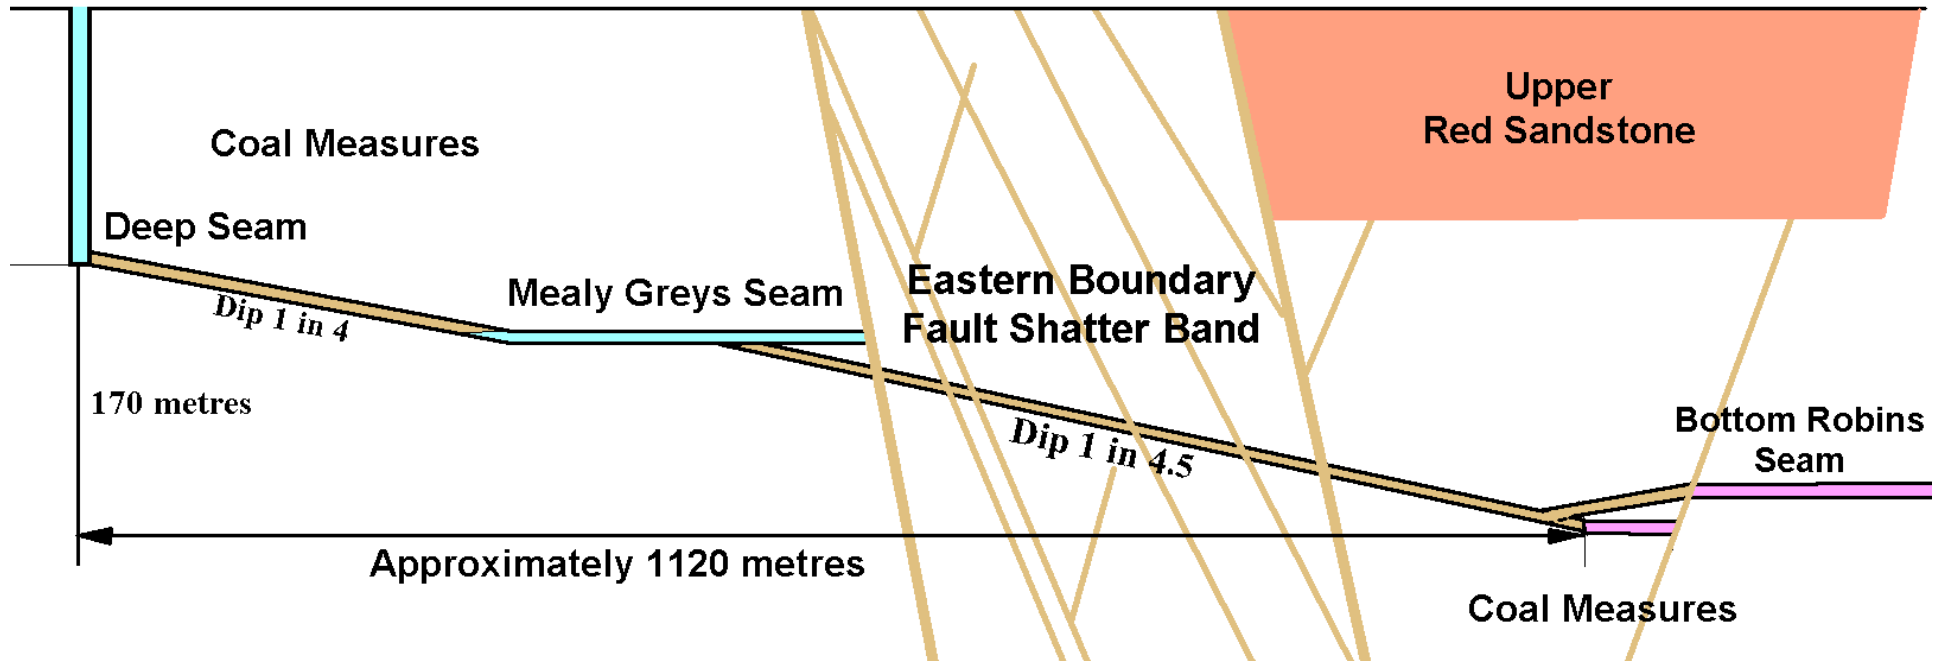 Upper
Red Sandstone
Coal Measures
Deep Seam
Mealy Greys Seam
Eastern Boundary
Fault Shatter Band
Dip 1 in 4
170 metres
Dip 1 in 4.5
Bottom Robins
Seam
Approximately 1120 metres
Coal Measures